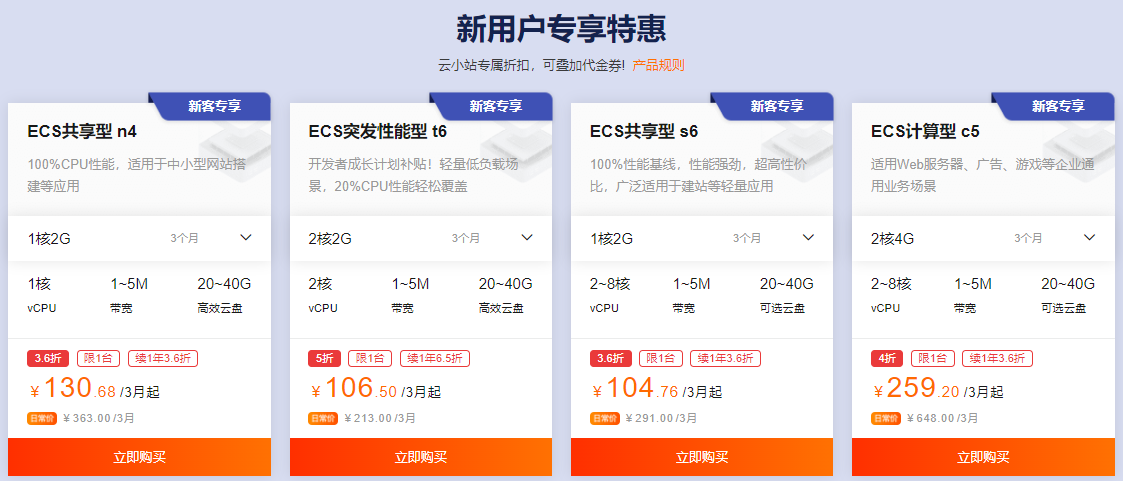 新用户专享特惠
云小站专属折扣，可叠加代金券! 产品规则
新客专享
ECS共享型 n4
100%CPU性能，适用于中小型网站搭
建等应用
1核2G 3个月
1核 1~5M 20~40G
vCPU 带宽 高效云盘
3.6折 限1台 续1年3.6折
¥130.68 /3月起
日常价 ¥363.00/3月
立即购买
新客专享
ECS突发性能型 t6
开发者成长计划补贴！轻量低负载场
景，20%CPU性能轻松覆盖
2核2G 3个月
2核 1~5M 20~40G
vCPU 带宽 高效云盘
5折 限1台 续1年6.5折
¥106.50 /3月起
日常价 ¥213.00/3月
立即购买
新客专享
ECS共享型 s6
100%性能基线，性能强劲，超高性价
比，广泛适用于建站等轻量应用
1核2G 3个月
2~8核 1~5M 20~40G
vCPU 带宽 可选云盘
3.6折 限1台 续1年3.6折
¥104.76 /3月起
日常价 ¥291.00/3月
立即购买
新客专享
ECS计算型 c5
适用Web服务器、广告、游戏等企业通
用业务场景
2核4G 3个月
2~8核 1~5M 20~40G
vCPU 带宽 可选云盘
4折 限1台 续1年3.6折
¥259.20 /3月起
日常价 ¥648.00/3月
立即购买